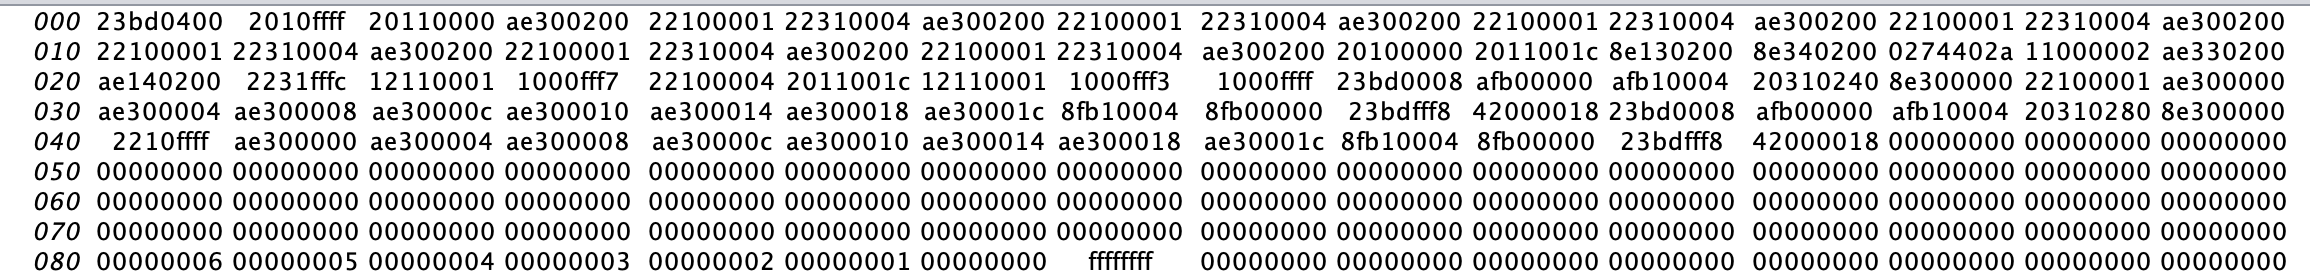 000 23bd0400 2010ffff 20110000 ae300200 22100001 22310004 ae300200 22100001 22310004 ae300200 22100001 22310004 ae300200 22100001 22310004 ae300200
010 22100001 22310004 ae300200 22100001 22310004 ae300200 22100001 22310004 ae300200 20100000 2011001c 8e130200 8e340200 0274402a 11000002 ae330200
020 ae140200 2231fffc 12110001 1000fff7 22100004 2011001c 12110001 1000fff3 1000ffff 23bd0008 afb00000 afb10004 20310240 8e300000 22100001 ae300000
030 ae300004 ae300008 ae30000c ae300010 ae300014 ae300018 ae30001c 8fb10004 8fb00000 23bdfff8 42000018 23bd0008 afb00000 afb10004 20310280 8e300000
040 2210ffff ae300000 ae300004 ae300008 ae30000c ae300010 ae300014 ae300018 ae30001c 8fb10004 8fb00000 23bdfff8 42000018 00000000 00000000 00000000
050 00000000 00000000 00000000 00000000 00000000 00000000 00000000 00000000 00000000 00000000 00000000 00000000 00000000 00000000 00000000 00000000
060 00000000 00000000 00000000 00000000 00000000 00000000 00000000 00000000 00000000 00000000 00000000 00000000 00000000 00000000 00000000 00000000
070 00000000 00000000 00000000 00000000 00000000 00000000 00000000 00000000 00000000 00000000 00000000 00000000 00000000 00000000 00000000 00000000
080 00000006 00000005 00000004 00000003 00000002 00000001 00000000 ffffffff 00000000 00000000 00000000 00000000 00000000 00000000 00000000 00000000